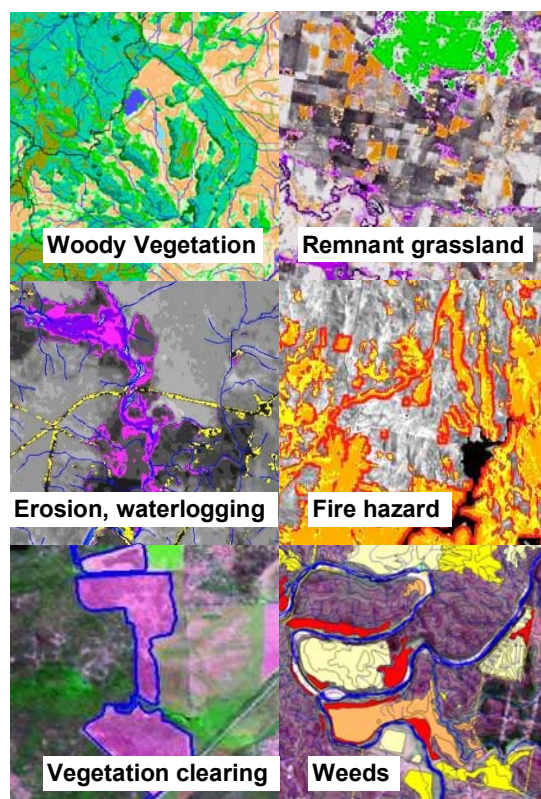 Woody Vegetation
Remnant grassland
Erosion, waterlogging
Fire hazard
Vegetation clearing
Weeds